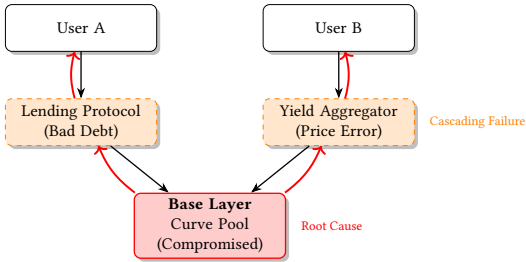 User A
User B
Lending Protocol
(Bad Debt)
Yield Aggregator
(Price Error)
Cascading Failure
Base Layer
Curve Pool
(Compromised)
Root Cause